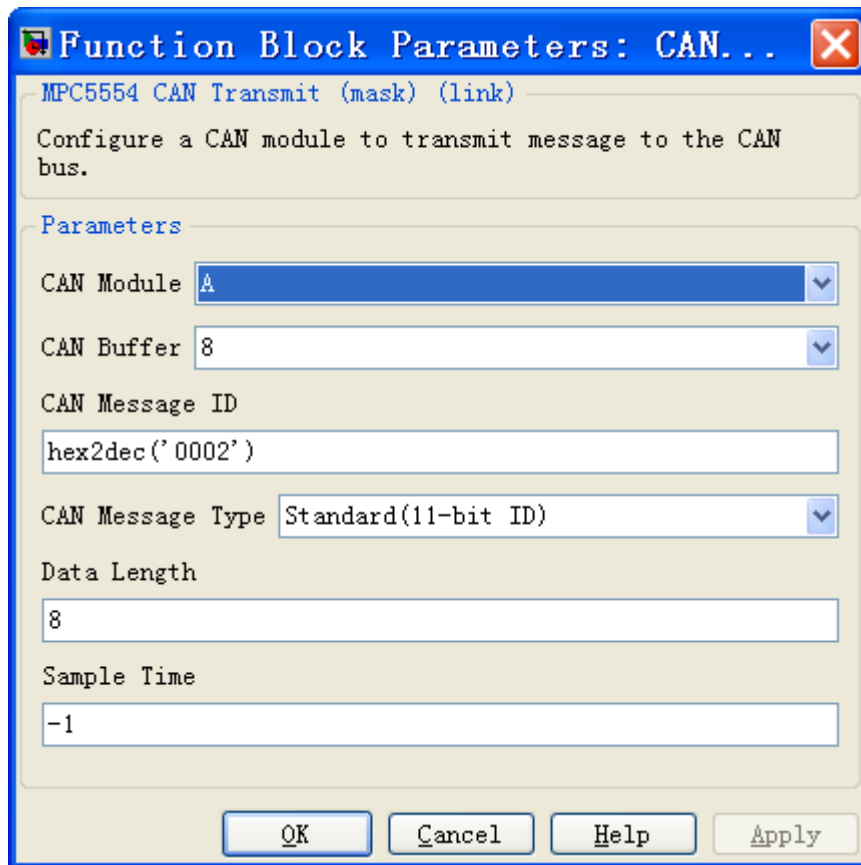 Function Block Parameters: CAN...
MPC5554 CAN Transmit (mask) (link)
Configure a CAN module to transmit message to the CAN
bus.
Parameters
CAN Module A
CAN Buffer 8
CAN Message ID
hex2dec('0002')
CAN Message Type Standard(11-bit ID)
Data Length
8
Sample Time
-1
OK Cancel Help Apply